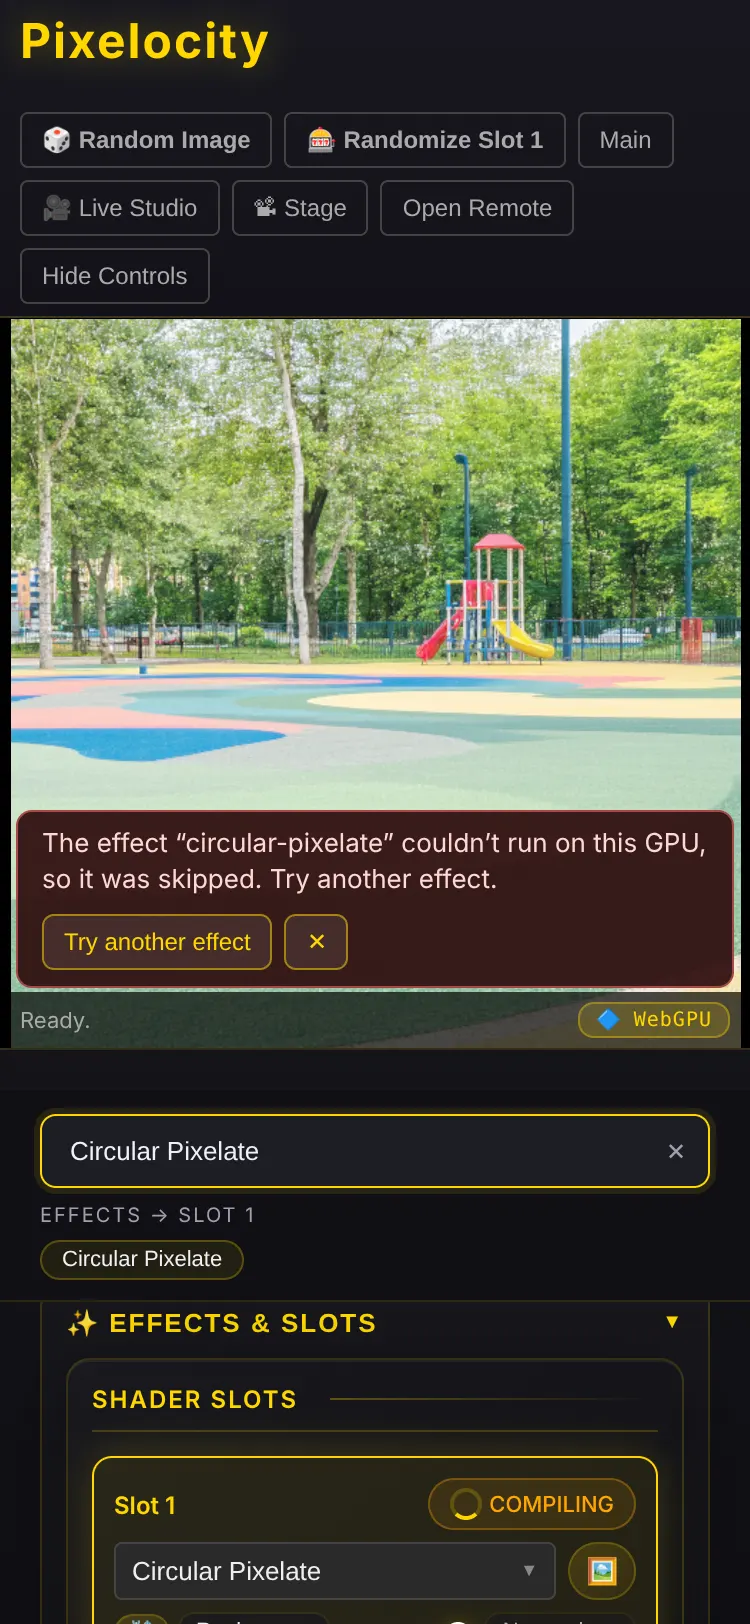 Pixelocity
🎲 Random Image
🎰 Randomize Slot 1
Main
🎥 Live Studio
📽 Stage
Open Remote
Hide Controls
The effect “circular-pixelate” couldn’t run on this GPU,
so it was skipped. Try another effect.
Try another effect
✕
Ready.
🔷 WebGPU
Circular Pixelate
✕
EFFECTS → SLOT 1
Circular Pixelate
✨ EFFECTS & SLOTS
▼
SHADER SLOTS
Slot 1
COMPILING
Circular Pixelate
▼